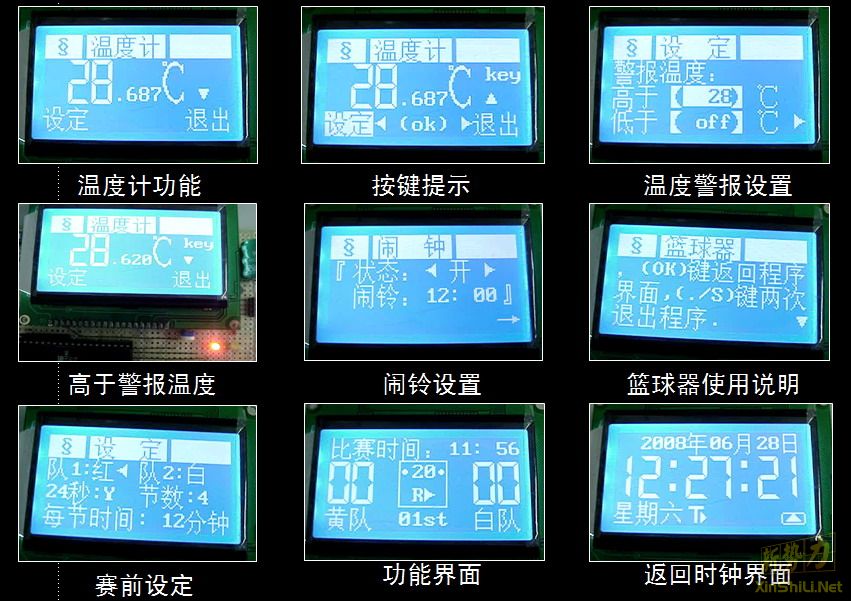 § 温度计
28.687℃ ▼
设定 退出
温度计功能
§ 温度计
28.687℃ key ▲
设定 ◀ (ok) ▶ 退出
按键提示
§ 设 定
警报温度:
高于 ( 28) ℃
低于 ( off) ℃ ▶
温度警报设置
§ 温度计
28.620℃ key ▼
设定 退出
高于警报温度
§ 闹 钟
『状态: ◀ 开 ▶
闹铃: 12: 00』
→
闹铃设置
§ 篮球器
, (OK)键返回程序
界面,(./S)键两次
退出程序. ▼
篮球器使用说明
§ 设 定
队1:红◀ 队2:白
24秒:Y 节数:4
每节时间: 12分钟
赛前设定
比赛时间: 11: 56
00 ·20· R▶ 00
黄队 01st 白队
功能界面
2008年06月28日
12:27:21
星期六 T▶
返回时钟界面
新势力
XinShiLi.Net